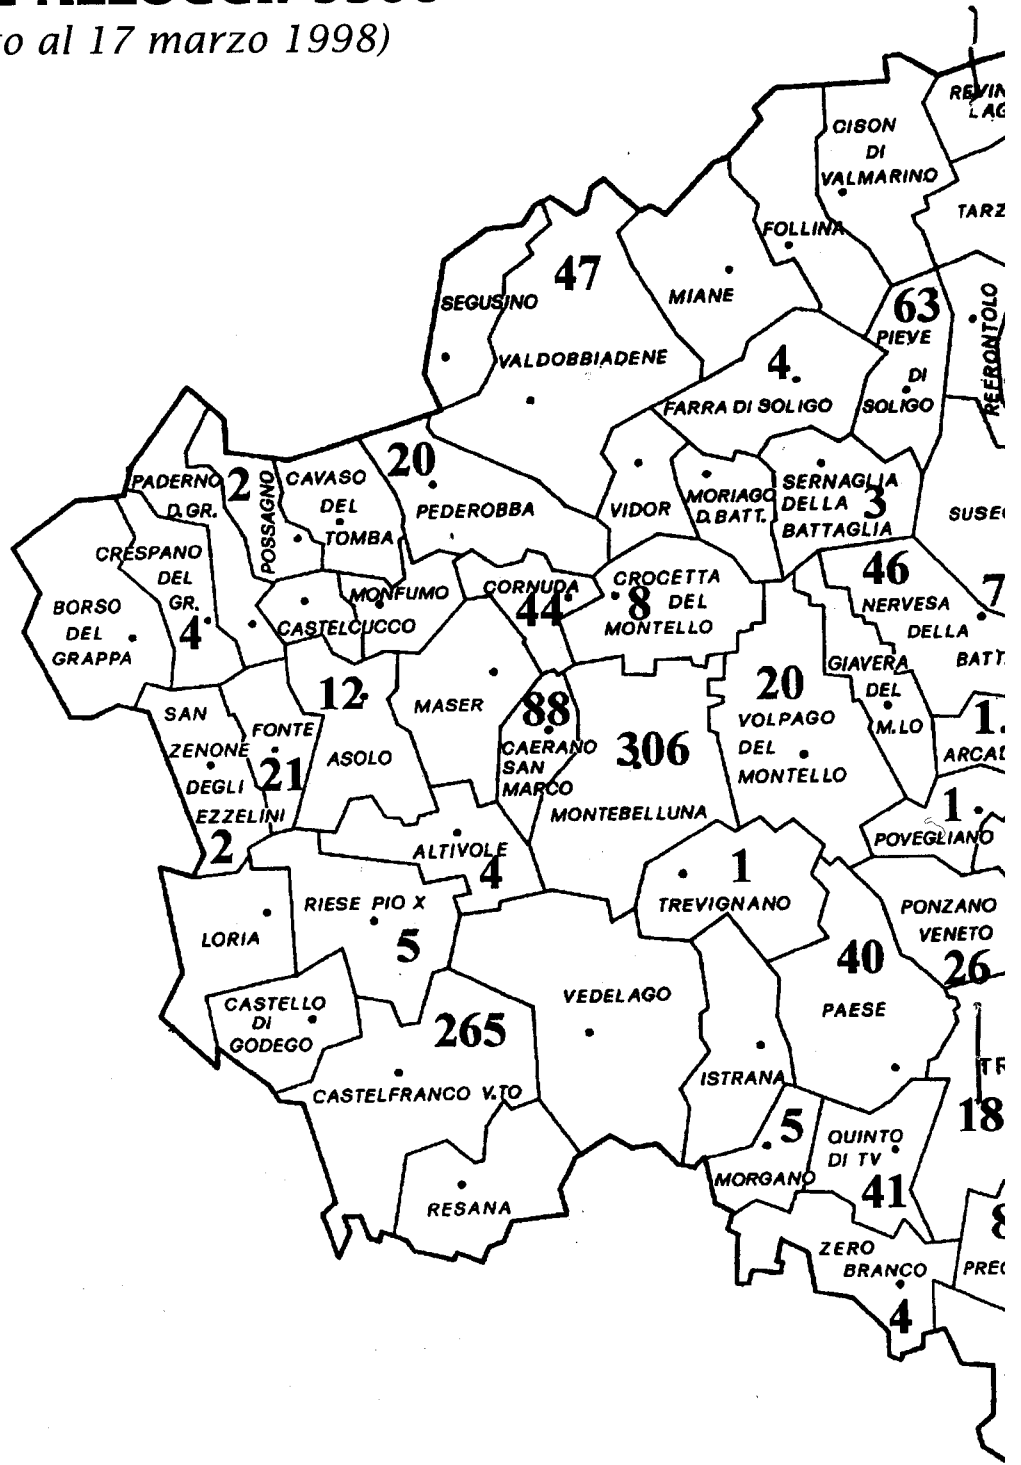 o al 17 marzo 1998)
CISON
DI
VALMARINO
FOLLINA
47
SEGUSINO
MIANE
63
PIEVE
DI
SOLIGO
REFRONTOLO
VALDOBBIADENE
4
FARRA DI SOLIGO
PADERNO
D.GR.
2
POSSAGNO
CAVASO
DEL
TOMBA
20
PEDEROBBA
VIDOR
MORIAGO
D.BATT.
SERNAGLIA
DELLA
BATTAGLIA
3
CRESPANO
DEL
GR.
4
BORSO
DEL
GRAPPA
CASTELCUCCO
MONFUMO
CORNUDA
44
CROCETTA
DEL
MONTELLO
8
46
NERVESA
DELLA
BATT.
GIAVERA
DEL
M.LO
SAN
ZENONE
DEGLI
EZZELINI
2
FONTE
21
12
ASOLO
MASER
88
CAERANO
SAN
MARCO
306
MONTEBELLUNA
20
VOLPAGO
DEL
MONTELLO
1
POVEGLIANO
ALTIVOLE
4
1
TREVIGNANO
LORIA
RIESE PIO X
5
PONZANO
VENETO
26
40
PAESE
CASTELLO
DI
GODEGO
265
CASTELFRANCO V.TO
VEDELAGO
ISTRANA
5
MORGANO
QUINTO
DI TV
41
18
RESANA
ZERO
BRANCO
4